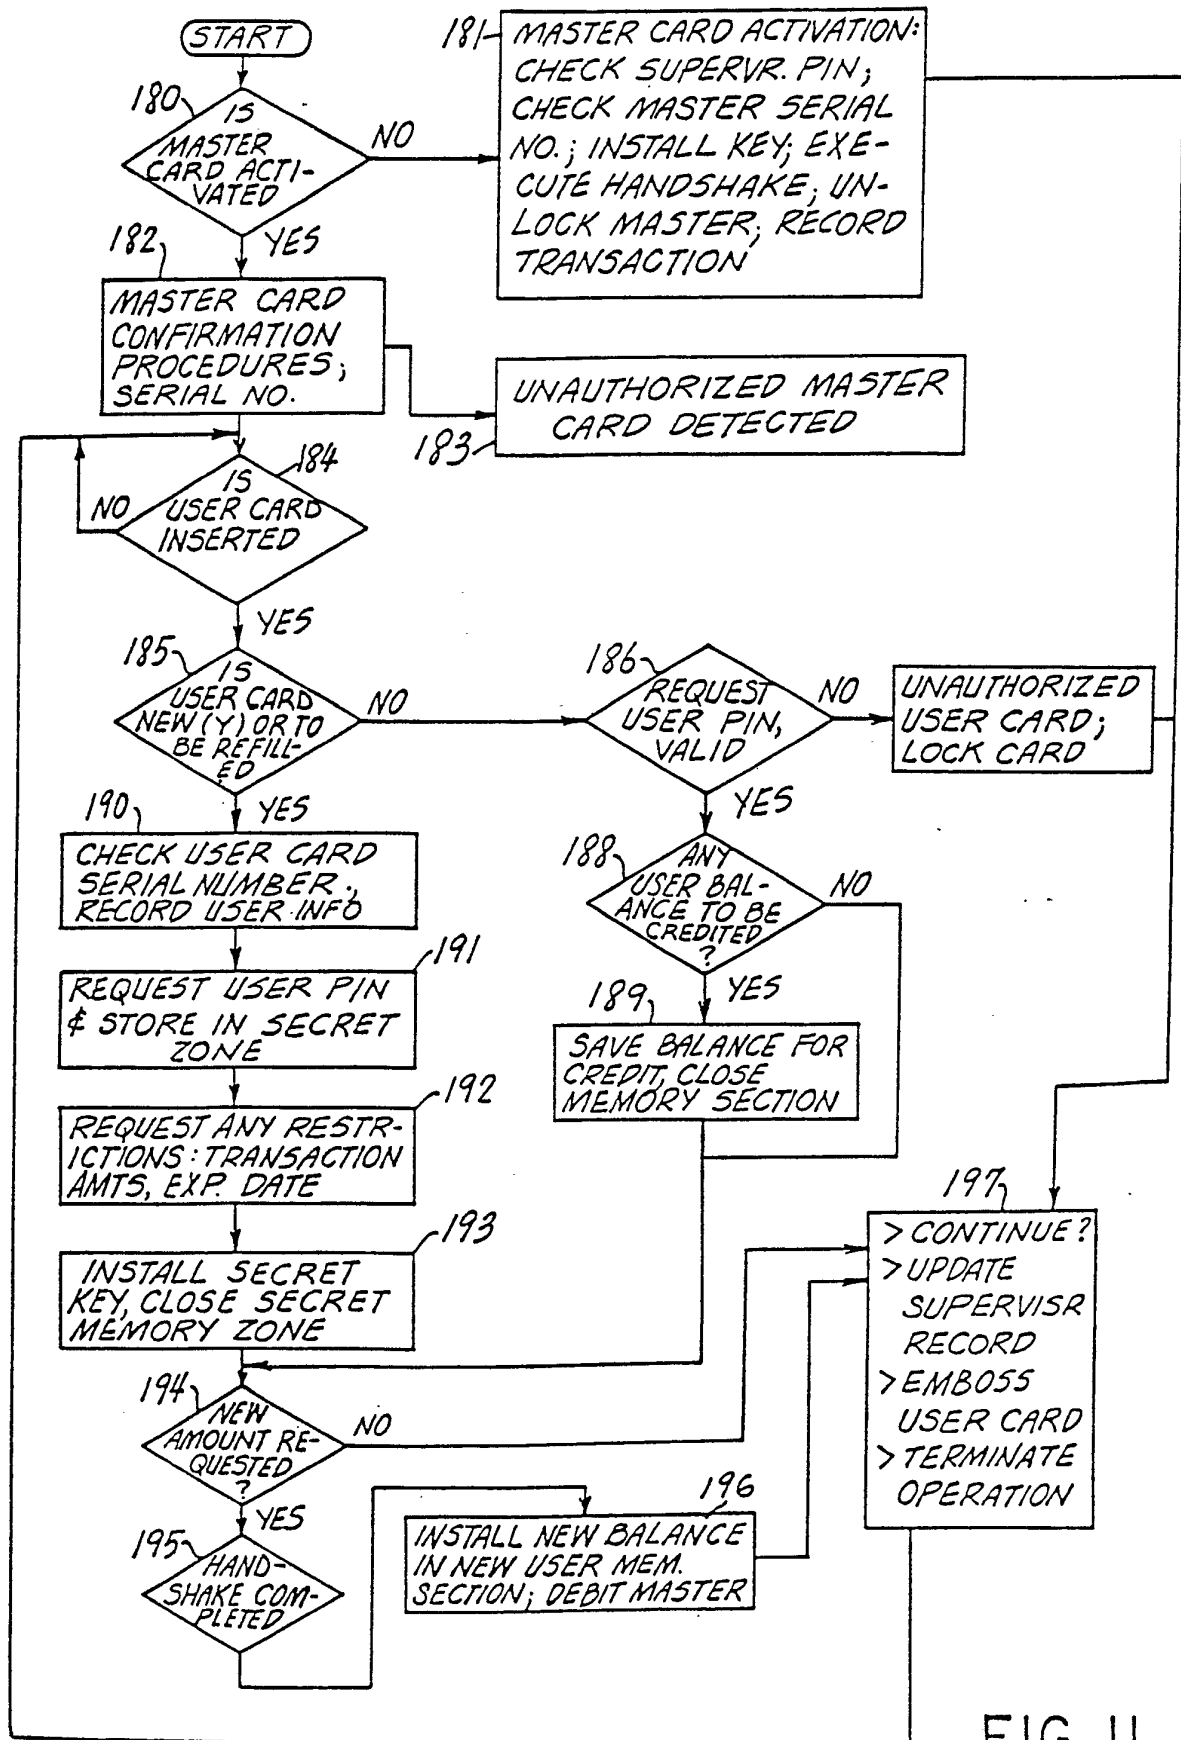 START
180
IS
MASTER
CARD ACTI-
VATED
NO
YES
181
MASTER CARD ACTIVATION:
CHECK SUPERVR. PIN;
CHECK MASTER SERIAL
NO.; INSTALL KEY; EXE-
CUTE HANDSHAKE; UN-
LOCK MASTER; RECORD
TRANSACTION
182
MASTER CARD
CONFIRMATION
PROCEDURES;
SERIAL NO.
UNAUTHORIZED MASTER
CARD DETECTED
183
184
IS
USER CARD
INSERTED
NO
YES
185
IS
USER CARD
NEW (Y) OR TO
BE REFILL-
ED
NO
YES
186
REQUEST
USER PIN,
VALID
NO
YES
UNAUTHORIZED
USER CARD;
LOCK CARD
188
ANY
USER BAL-
ANCE TO BE
CREDITED
?
NO
YES
189
SAVE BALANCE FOR
CREDIT, CLOSE
MEMORY SECTION
190
CHECK USER CARD
SERIAL NUMBER;
RECORD USER INFO
191
REQUEST USER PIN
& STORE IN SECRET
ZONE
192
REQUEST ANY RESTR-
ICTIONS: TRANSACTION
AMTS, EXP. DATE
193
INSTALL SECRET
KEY, CLOSE SECRET
MEMORY ZONE
194
NEW
AMOUNT RE-
QUESTED
?
NO
YES
195
HAND-
SHAKE COM-
PLETED
196
INSTALL NEW BALANCE
IN NEW USER MEM.
SECTION; DEBIT MASTER
197
> CONTINUE?
> UPDATE
SUPERVISR
RECORD
> EMBOSS
USER CARD
> TERMINATE
OPERATION
FIG. 11